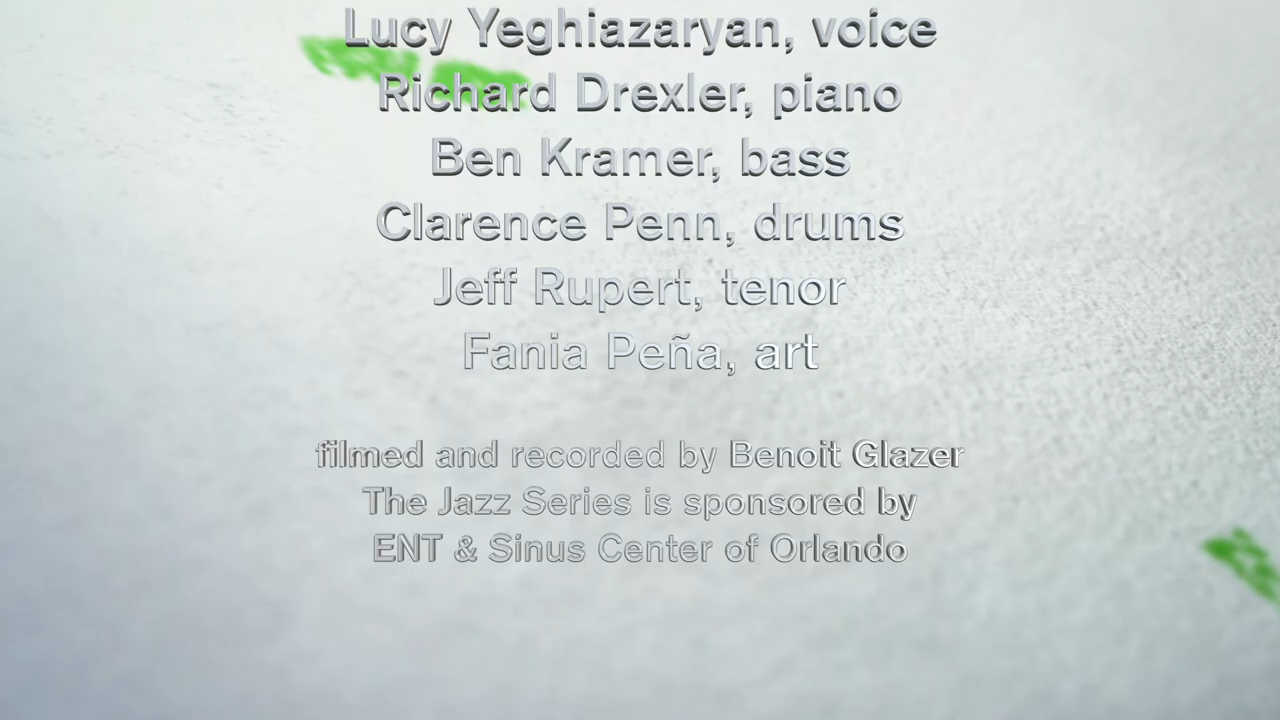 Lucy Yeghiazaryan, voice
Richard Drexler, piano
Ben Kramer, bass
Clarence Penn, drums
Jeff Rupert, tenor
Fania Peña, art
filmed and recorded by Benoit Glazer
The Jazz Series is sponsored by
ENT & Sinus Center of Orlando